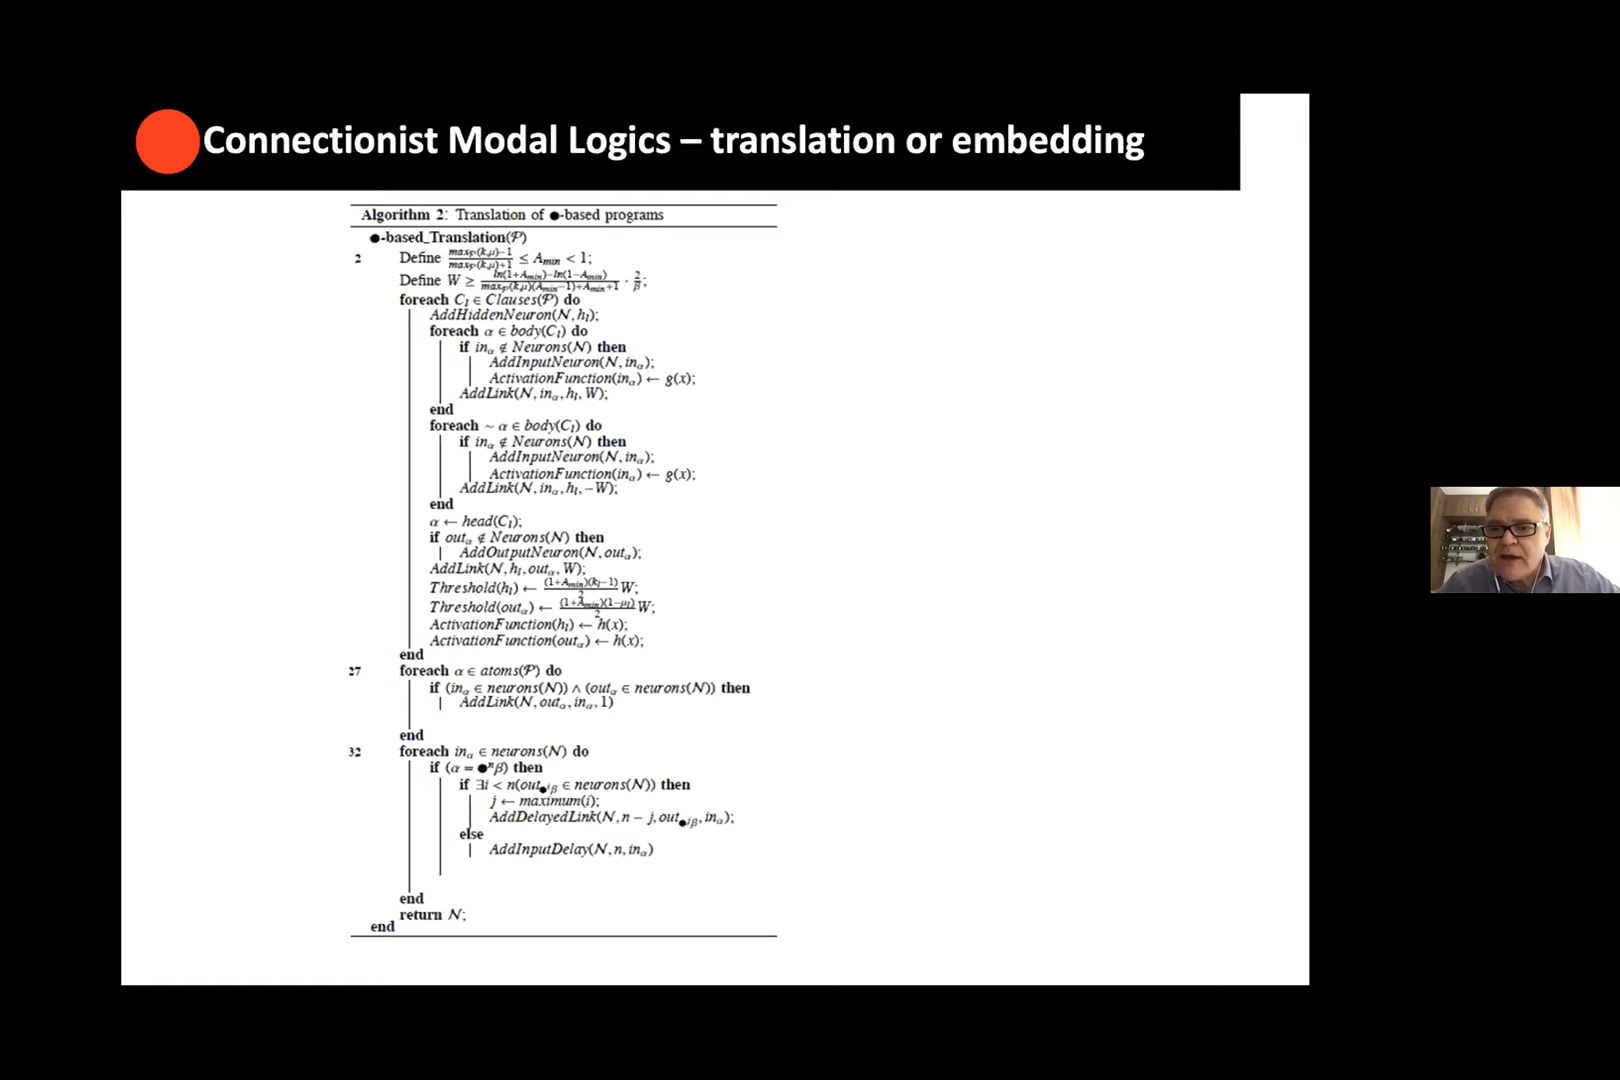 Connectionist Modal Logics – translation or embedding
Algorithm 2: Translation of ●-based programs
●-based_Translation(𝒫)
2 Define (max_𝒫(k,μ)−1)/(max_𝒫(k,μ)+1) ≤ A_min < 1;
Define W ≥ (ln(1+A_min)−ln(1−A_min))/(max_𝒫(k,μ)(A_min−1)+A_min+1) · 2/β;
foreach C_l ∈ Clauses(𝒫) do
AddHiddenNeuron(N, h_l);
foreach α ∈ body(C_l) do
if in_α ∉ Neurons(N) then
AddInputNeuron(N, in_α);
ActivationFunction(in_α) ← g(x);
AddLink(N, in_α, h_l, W);
end
foreach ∼ α ∈ body(C_l) do
if in_α ∉ Neurons(N) then
AddInputNeuron(N, in_α);
ActivationFunction(in_α) ← g(x);
AddLink(N, in_α, h_l, −W);
end
α ← head(C_l);
if out_α ∉ Neurons(N) then
AddOutputNeuron(N, out_α);
AddLink(N, h_l, out_α, W);
Threshold(h_l) ← ((1+A_min)(k_l−1))/2 W;
Threshold(out_α) ← ((1+A_min)(1−μ_l))/2 W;
ActivationFunction(h_l) ← h(x);
ActivationFunction(out_α) ← h(x);
end
27 foreach α ∈ atoms(𝒫) do
if (in_α ∈ neurons(N)) ∧ (out_α ∈ neurons(N)) then
AddLink(N, out_α, in_α, 1)
end
32 foreach in_α ∈ neurons(N) do
if (α = ●ⁿβ) then
if ∃i < n(out_●ⁱβ ∈ neurons(N)) then
j ← maximum(i);
AddDelayedLink(N, n − j, out_●ʲβ, in_α);
else
AddInputDelay(N, n, in_α)
end
return N;
end